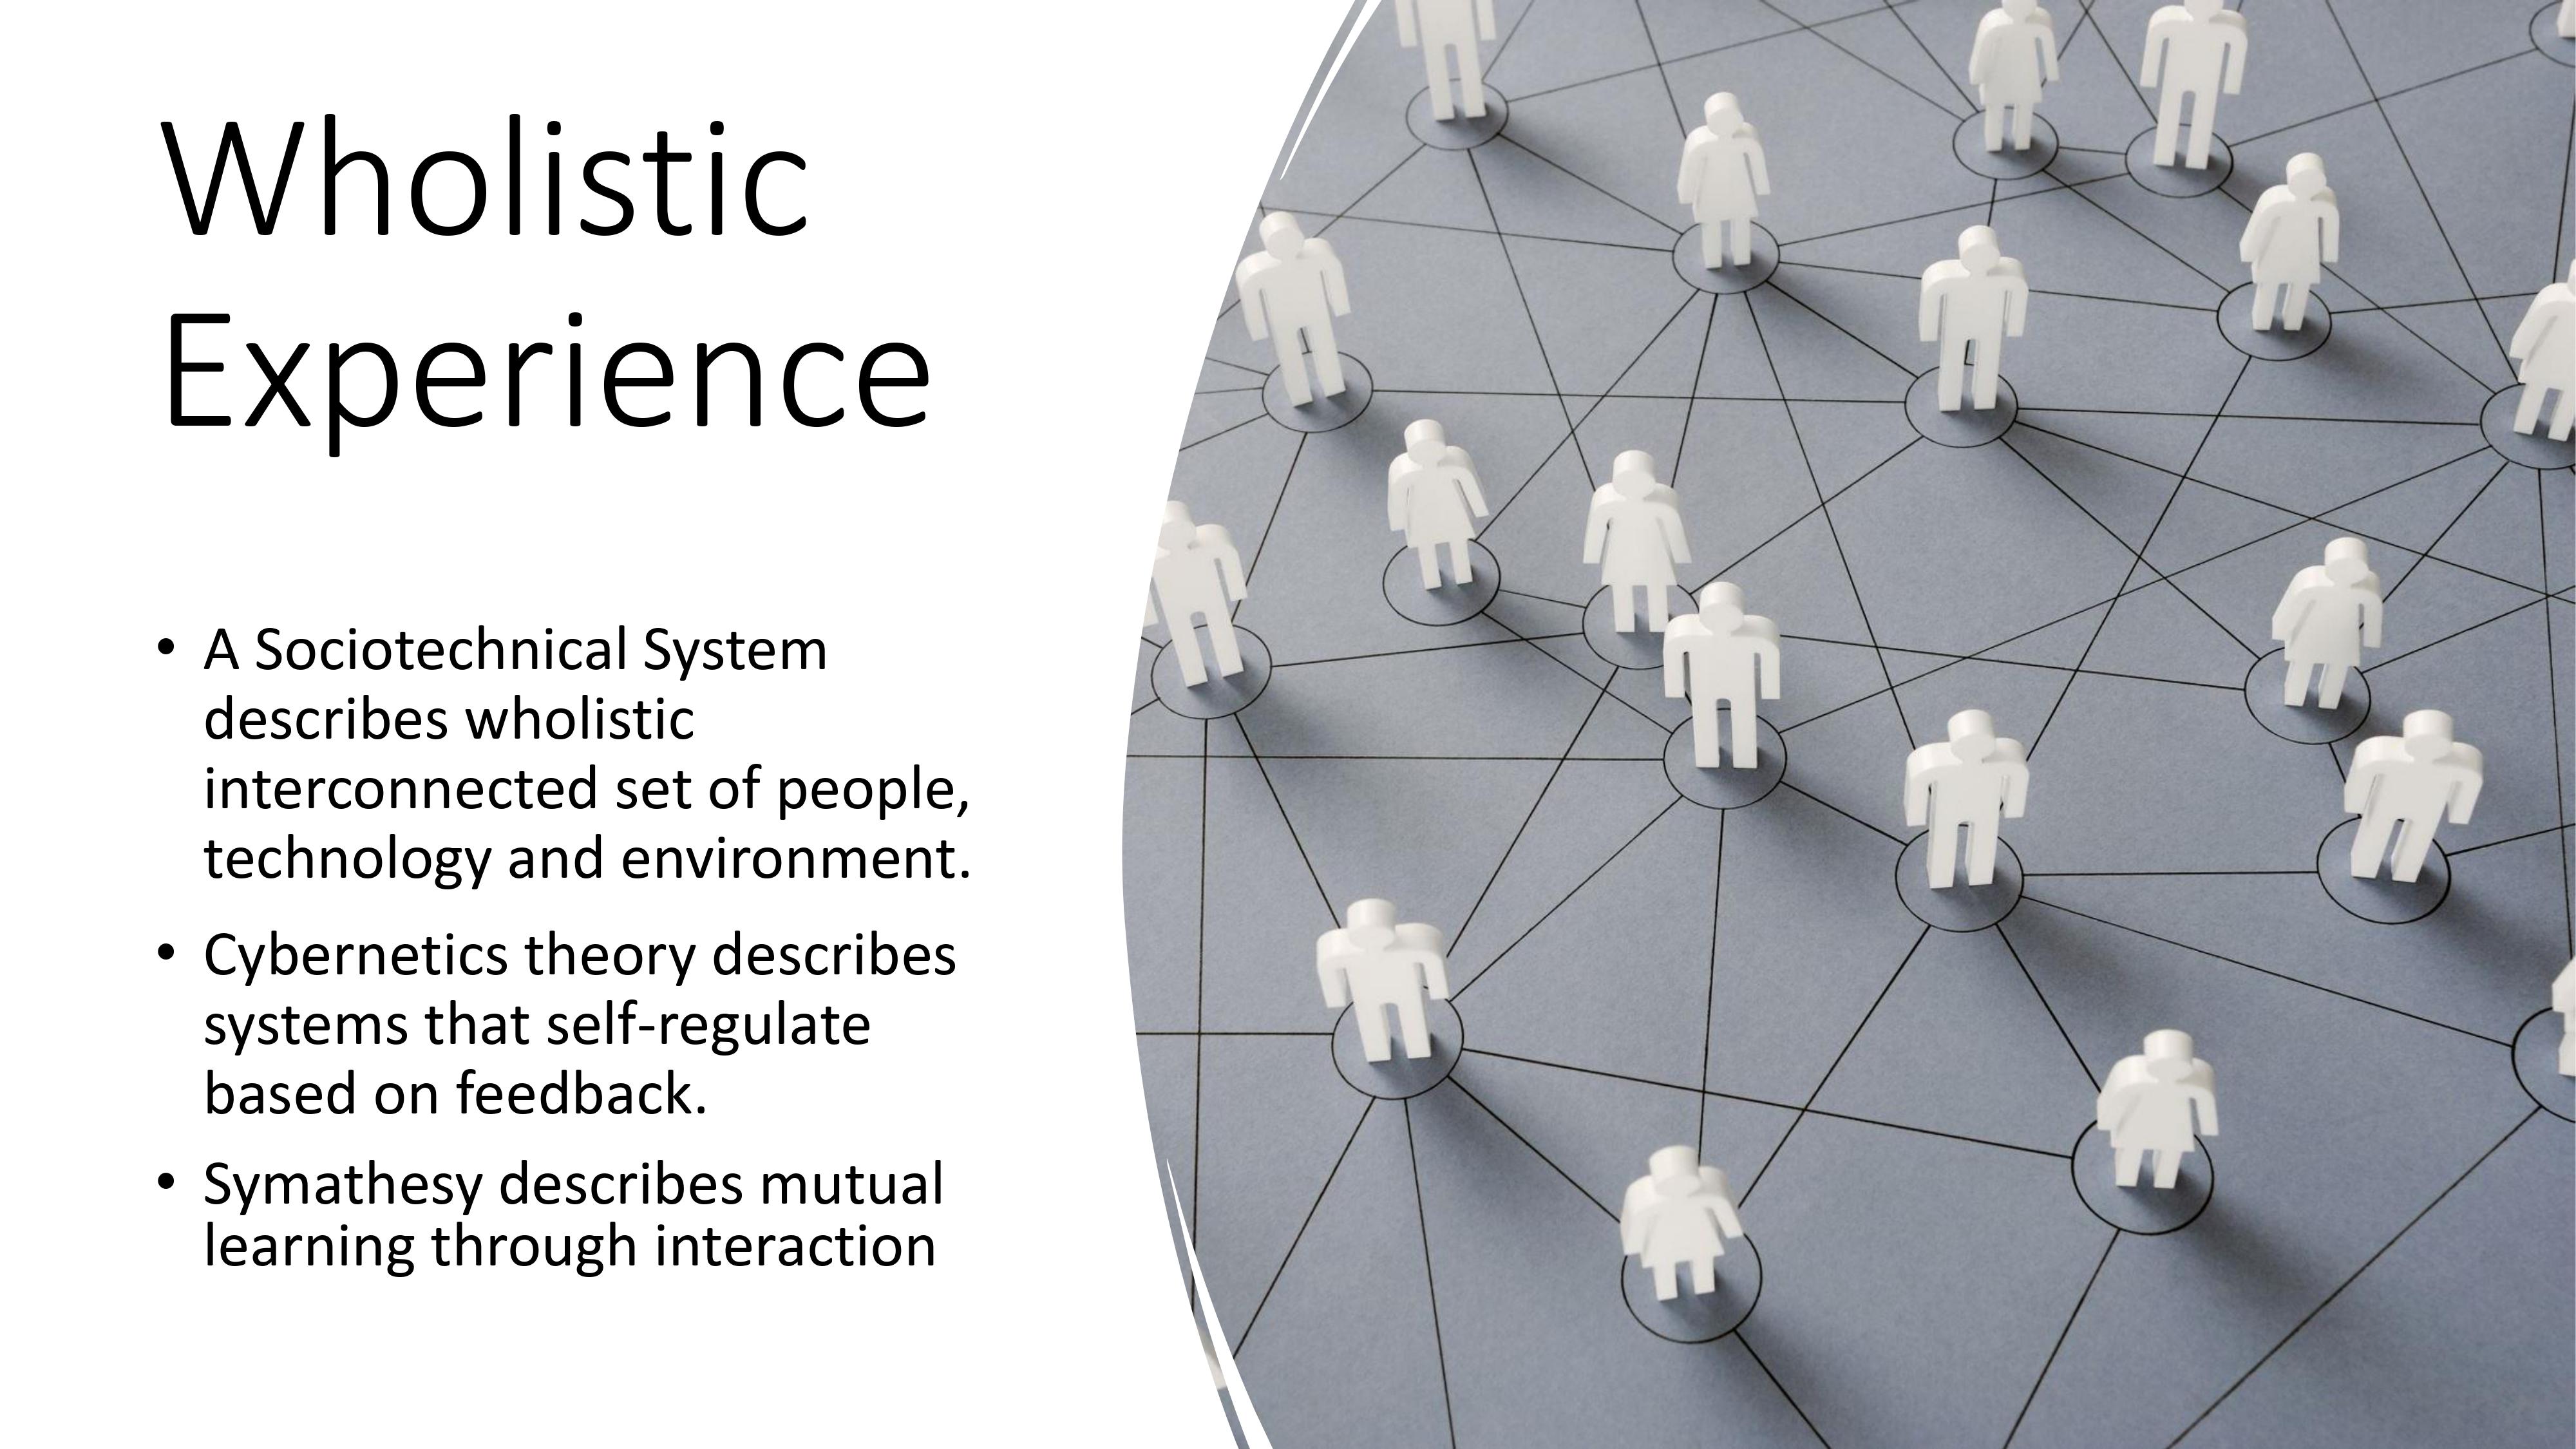 Wholistic
Experience
• A Sociotechnical System
describes wholistic
interconnected set of people,
technology and environment.
• Cybernetics theory describes
systems that self-regulate
based on feedback.
• Symathesy describes mutual
learning through interaction